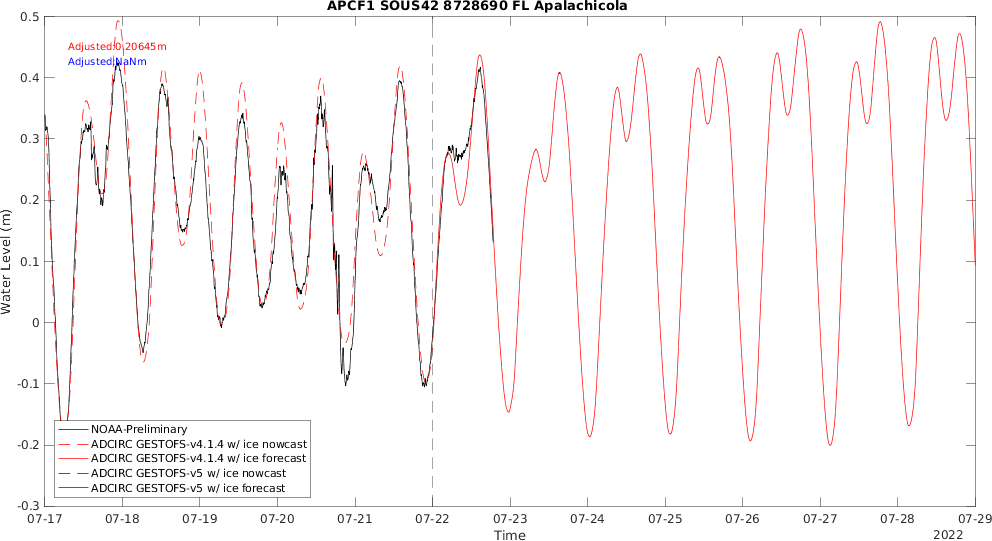 APCF1 SOUS42 8728690 FL Apalachicola
0.5
Adjusted:0.20645m
Adjusted:NaNm
0.4
0.3
0.2
0.1
0
-0.1
-0.2
-0.3
Water Level (m)
NOAA-Preliminary
ADCIRC GESTOFS-v4.1.4 w/ ice nowcast
ADCIRC GESTOFS-v4.1.4 w/ ice forecast
ADCIRC GESTOFS-v5 w/ ice nowcast
ADCIRC GESTOFS-v5 w/ ice forecast
07-17 07-18 07-19 07-20 07-21 07-22 07-23 07-24 07-25 07-26 07-27 07-28 07-29
Time
2022